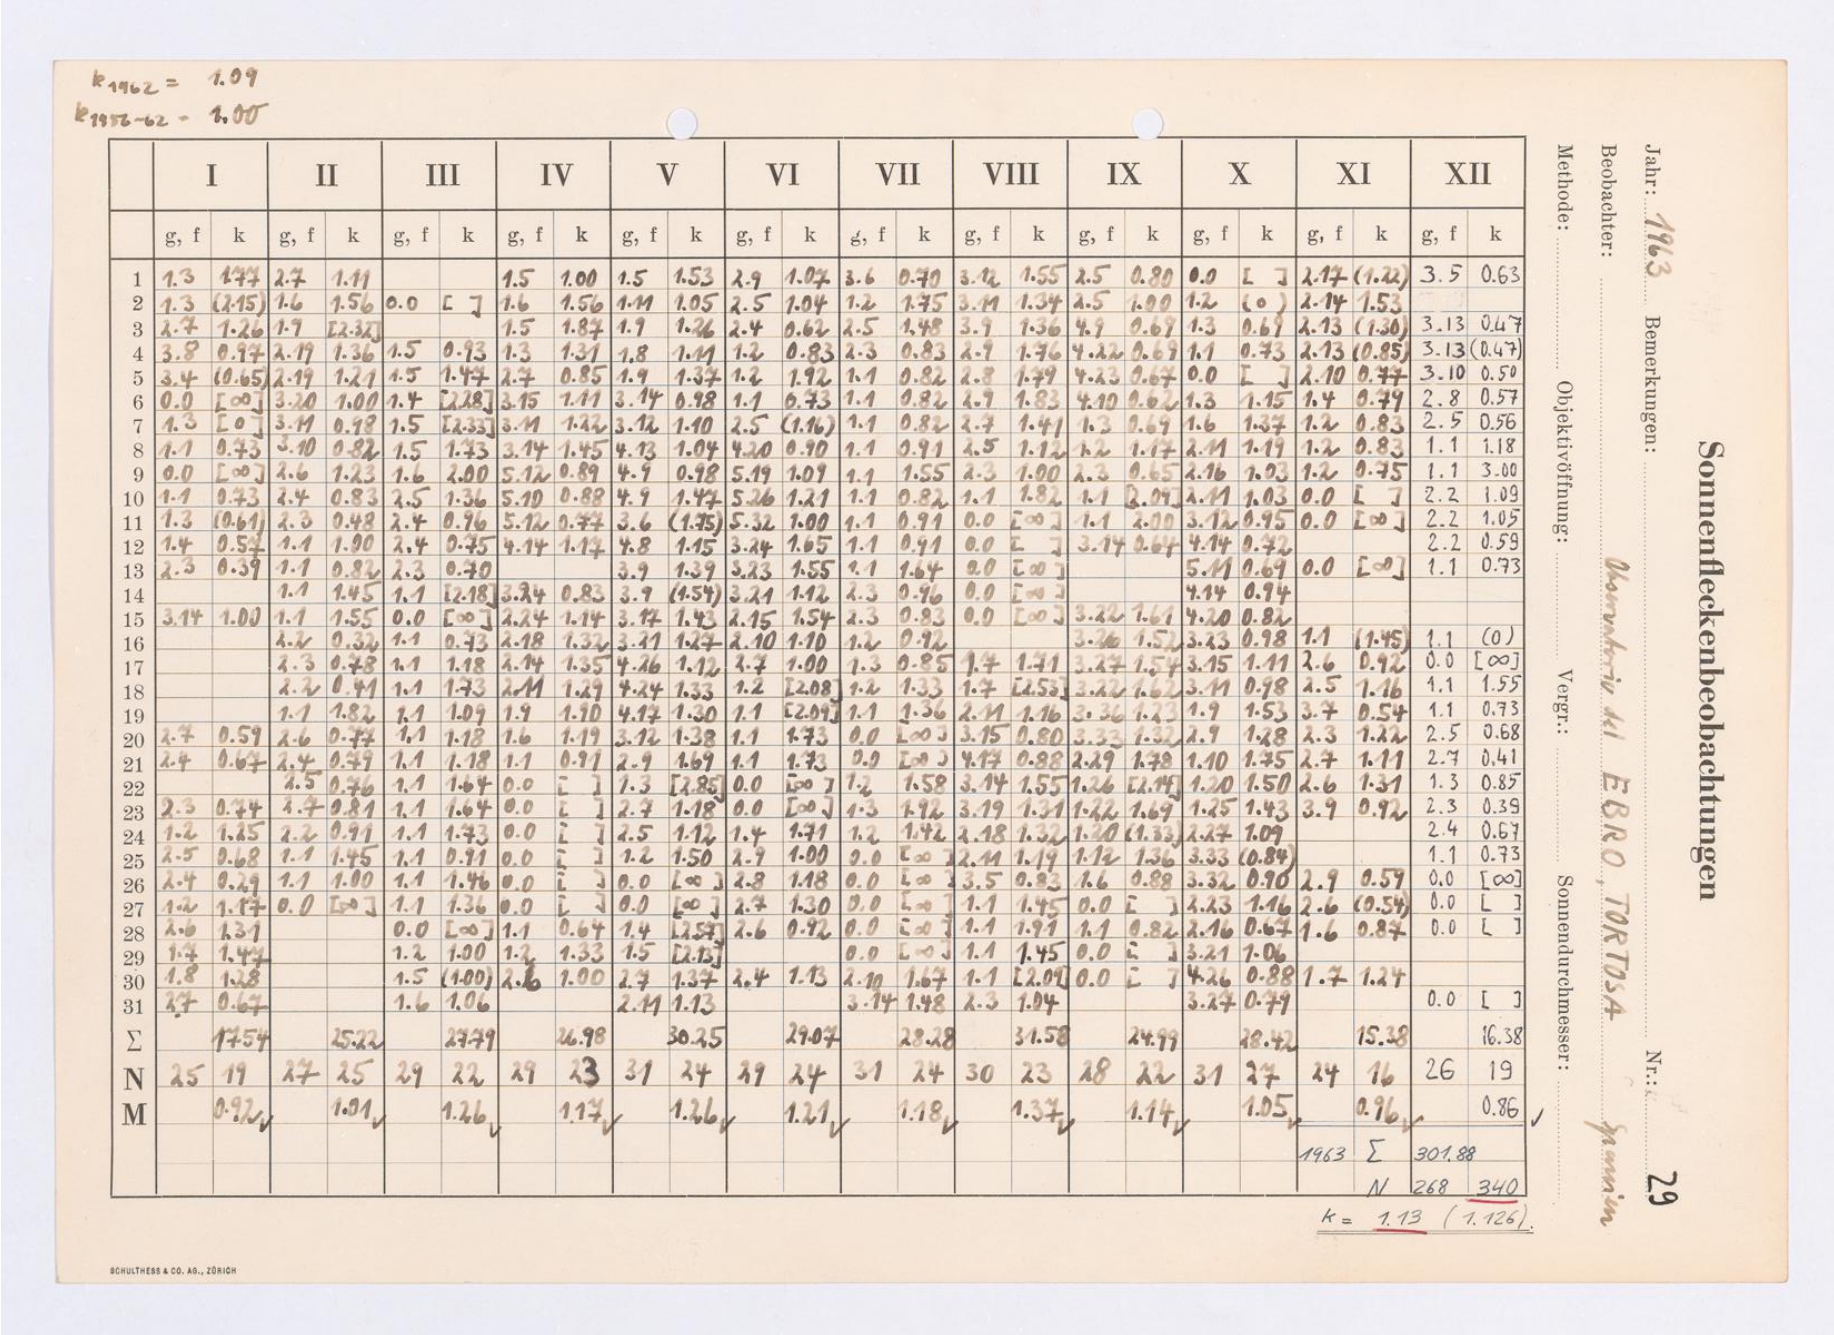 k1962 = 1.09
k1956-62 - 1.00
I II III IV V VI VII VIII IX X XI XII
g, f k g, f k g, f k g, f k g, f k g, f k g, f k g, f k g, f k g, f k g, f k g, f k
1 1.3 1.77 2.7 1.11 1.5 1.00 1.5 1.53 2.9 1.07 3.6 0.70 3.12 1.55 2.5 0.80 0.0 [ ] 2.17 (1.22) 3.5 0.63
2 1.3 (2.15) 1.6 1.56 0.0 [ ] 1.6 1.56 1.11 1.05 2.5 1.04 1.2 1.75 3.11 1.34 2.5 1.00 1.2 (0) 2.14 1.53
3 2.7 1.26 1.9 [2.32] 1.5 1.87 1.9 1.26 2.4 0.62 2.5 1.48 3.9 1.36 4.9 0.69 1.3 0.61 2.13 (1.30) 3.13 0.47
4 3.8 0.97 2.19 1.36 1.5 0.93 1.3 1.31 1.8 1.11 1.2 0.83 2.3 0.83 2.9 1.76 4.22 0.69 1.1 0.73 2.13 (0.85) 3.13 (0.47)
5 3.4 (0.65) 2.19 1.21 1.5 1.47 2.7 0.85 1.9 1.37 1.2 1.92 1.1 0.82 2.8 1.79 4.23 0.67 0.0 [ ] 2.10 0.77 3.10 0.50
6 0.0 [∞] 3.20 1.00 1.4 [2.28] 3.15 1.11 3.14 0.98 1.1 0.73 1.1 0.82 2.9 1.83 4.10 0.62 1.3 1.15 1.4 0.79 2.8 0.57
7 1.3 [0] 3.11 0.98 1.5 [2.33] 3.11 1.22 3.12 1.10 2.5 (1.16) 1.1 0.82 2.7 1.41 1.3 0.69 1.6 1.37 1.2 0.83 2.5 0.56
8 1.1 0.73 3.10 0.82 1.5 1.73 3.14 1.45 4.13 1.04 4.20 0.90 1.1 0.91 2.5 1.12 1.2 1.17 2.11 1.19 1.2 0.83 1.1 1.18
9 0.0 [∞] 2.6 1.23 1.6 2.00 5.12 0.89 4.9 0.98 5.19 1.09 1.1 1.55 2.3 1.00 2.3 0.65 2.16 1.03 1.2 0.75 1.1 3.00
10 1.1 0.73 2.4 0.83 2.5 1.36 5.10 0.88 4.9 1.47 5.26 1.21 1.1 0.82 1.1 1.82 1.1 [2.09] 2.11 1.03 0.0 [ ] 2.2 1.09
11 1.3 (0.61) 2.3 0.48 2.4 0.96 5.12 0.77 3.6 (1.75) 5.32 1.00 1.1 0.91 0.0 [∞] 1.1 2.00 3.12 0.95 0.0 [∞] 2.2 1.05
12 1.4 0.57 1.1 1.00 2.4 0.75 4.14 1.17 4.8 1.15 3.24 1.65 1.1 0.91 0.0 [ ] 3.14 0.64 4.14 0.72 2.2 0.59
13 2.3 0.39 1.1 0.82 2.3 0.70 3.9 1.39 3.23 1.55 1.1 1.64 0.0 [∞] 5.11 0.69 0.0 [∞] 1.1 0.73
14 1.1 1.45 1.1 [2.18] 3.24 0.83 3.9 (1.54) 3.21 1.12 2.3 0.96 0.0 [∞] 4.14 0.94
15 3.14 1.00 1.1 1.55 0.0 [∞] 2.24 1.14 3.17 1.43 2.15 1.54 2.3 0.83 0.0 [∞] 3.22 1.61 4.20 0.82
16 2.2 0.32 1.1 0.73 2.18 1.32 3.21 1.27 2.10 1.10 1.2 0.92 3.26 1.52 3.23 0.98 1.1 (1.45) 1.1 (0)
17 2.3 0.78 1.1 1.18 2.14 1.35 4.26 1.12 2.7 1.00 1.3 0.85 1.7 1.71 3.27 1.54 3.15 1.11 2.6 0.92 0.0 [∞]
18 2.2 0.41 1.1 1.73 2.11 1.29 4.24 1.33 1.2 [2.08] 1.2 1.33 1.7 [2.53] 3.22 1.62 3.11 0.98 2.5 1.16 1.1 1.55
19 1.1 1.82 1.1 1.09 1.9 1.90 4.17 1.30 1.1 [2.09] 1.1 1.36 2.11 1.16 3.36 1.23 1.9 1.53 3.7 0.54 1.1 0.73
20 2.7 0.59 2.6 0.77 1.1 1.18 1.6 1.19 3.12 1.38 1.1 1.73 0.0 [∞] 3.15 0.80 3.33 1.32 2.9 1.28 2.3 1.22 2.5 0.68
21 2.4 0.67 2.4 0.79 1.1 1.18 1.1 0.91 2.9 1.69 1.1 1.73 0.0 [∞] 4.17 0.88 2.29 1.78 1.10 1.75 2.7 1.11 2.7 0.41
22 2.5 0.76 1.1 1.64 0.0 [ ] 1.3 [2.85] 0.0 [∞] 1.2 1.58 3.14 1.55 1.26 [2.14] 1.20 1.50 2.6 1.31 1.3 0.85
23 2.3 0.74 2.7 0.81 1.1 1.64 0.0 [ ] 2.7 1.18 0.0 [∞] 1.3 1.92 3.19 1.31 1.22 1.69 1.25 1.43 3.9 0.92 2.3 0.39
24 1.2 1.25 2.2 0.91 1.1 1.73 0.0 [ ] 2.5 1.12 1.4 1.71 1.2 1.42 2.18 1.32 1.20 (1.33) 2.27 1.09 2.4 0.67
25 2.5 0.68 1.1 1.45 1.1 0.91 0.0 [ ] 1.2 1.50 2.9 1.00 0.0 [∞] 2.11 1.19 1.12 1.36 3.33 (0.84) 1.1 0.73
26 2.4 0.29 1.1 1.00 1.1 1.46 0.0 [ ] 0.0 [∞] 2.8 1.18 0.0 [∞] 3.5 0.83 1.6 0.88 3.32 0.90 2.9 0.59 0.0 [∞]
27 1.2 1.17 0.0 [∞] 1.1 1.36 0.0 [ ] 0.0 [∞] 2.7 1.30 0.0 [∞] 1.1 1.45 0.0 [ ] 2.23 1.16 2.6 (0.54) 0.0 [ ]
28 2.6 1.31 0.0 [∞] 1.1 0.64 1.4 [2.57] 2.6 0.92 0.0 [∞] 1.1 1.91 1.1 0.82 2.16 0.67 1.6 0.87 0.0 [ ]
29 1.7 1.47 1.2 1.00 1.2 1.33 1.5 [2.13] 0.0 [∞] 1.1 1.45 0.0 [ ] 3.21 1.06
30 1.8 1.28 1.5 (1.00) 2.6 1.00 2.7 1.37 2.4 1.13 2.10 1.67 1.1 [2.09] 0.0 [ ] 4.26 0.88 1.7 1.24
31 2.7 0.67 1.6 1.06 2.11 1.13 3.14 1.48 2.3 1.04 3.27 0.79 0.0 [ ]
Σ 17.54 25.22 27.79 26.98 30.25 29.07 28.28 31.58 24.99 28.42 15.38 16.38
N 25 19 27 25 29 22 29 23 31 24 29 24 31 24 30 23 28 22 31 27 24 16 26 19
M 0.92 1.01 1.26 1.17 1.26 1.21 1.18 1.37 1.14 1.05 0.96 0.86
1963 Σ 301.88
N 268 340
k = 1.13 (1.126).
SCHULTHESS & CO. AG., ZÜRICH
Sonnenfleckenbeobachtungen
Jahr: 1963 Bemerkungen: Nr.: 29
Beobachter: Observatorio del EBRO, TORTOSA Spanien
Methode: Objektivöffnung: Vergr.: Sonnendurchmesser: